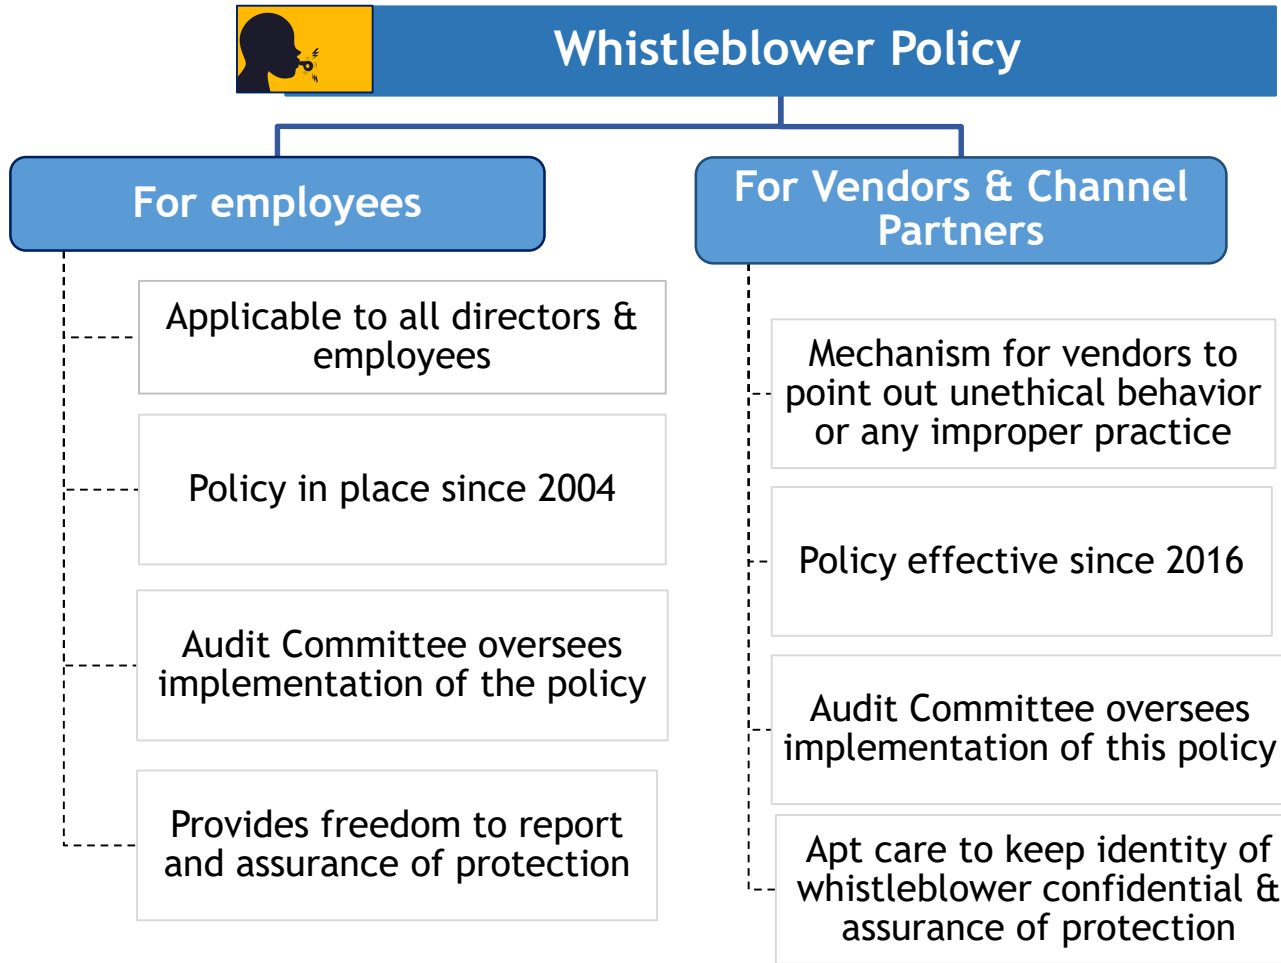 Whistleblower Policy
For employees
Applicable to all directors &
employees
Policy in place since 2004
Audit Committee oversees
implementation of the policy
Provides freedom to report
and assurance of protection
For Vendors & Channel
Partners
Mechanism for vendors to
point out unethical behavior
or any improper practice
Policy effective since 2016
Audit Committee oversees
implementation of this policy
Apt care to keep identity of
whistleblower confidential &
assurance of protection